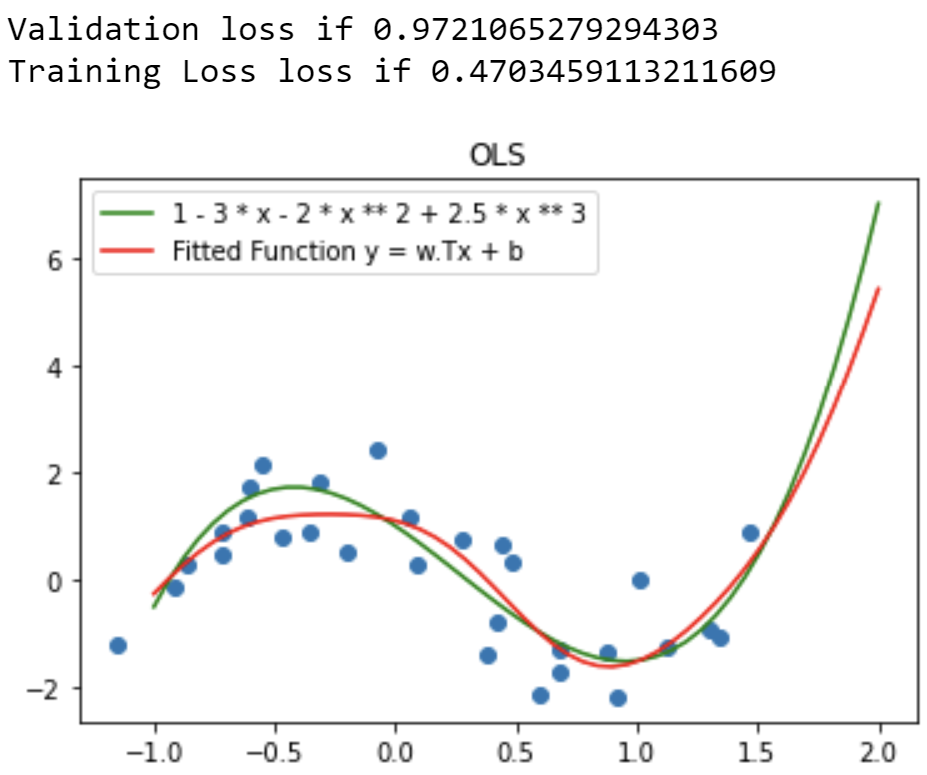 Validation loss if 0.9721065279294303
Training Loss loss if 0.4703459113211609
OLS
1 - 3 * x - 2 * x ** 2 + 2.5 * x ** 3
Fitted Function y = w.Tx + b
6
4
2
0
−2
−1.0 −0.5 0.0 0.5 1.0 1.5 2.0